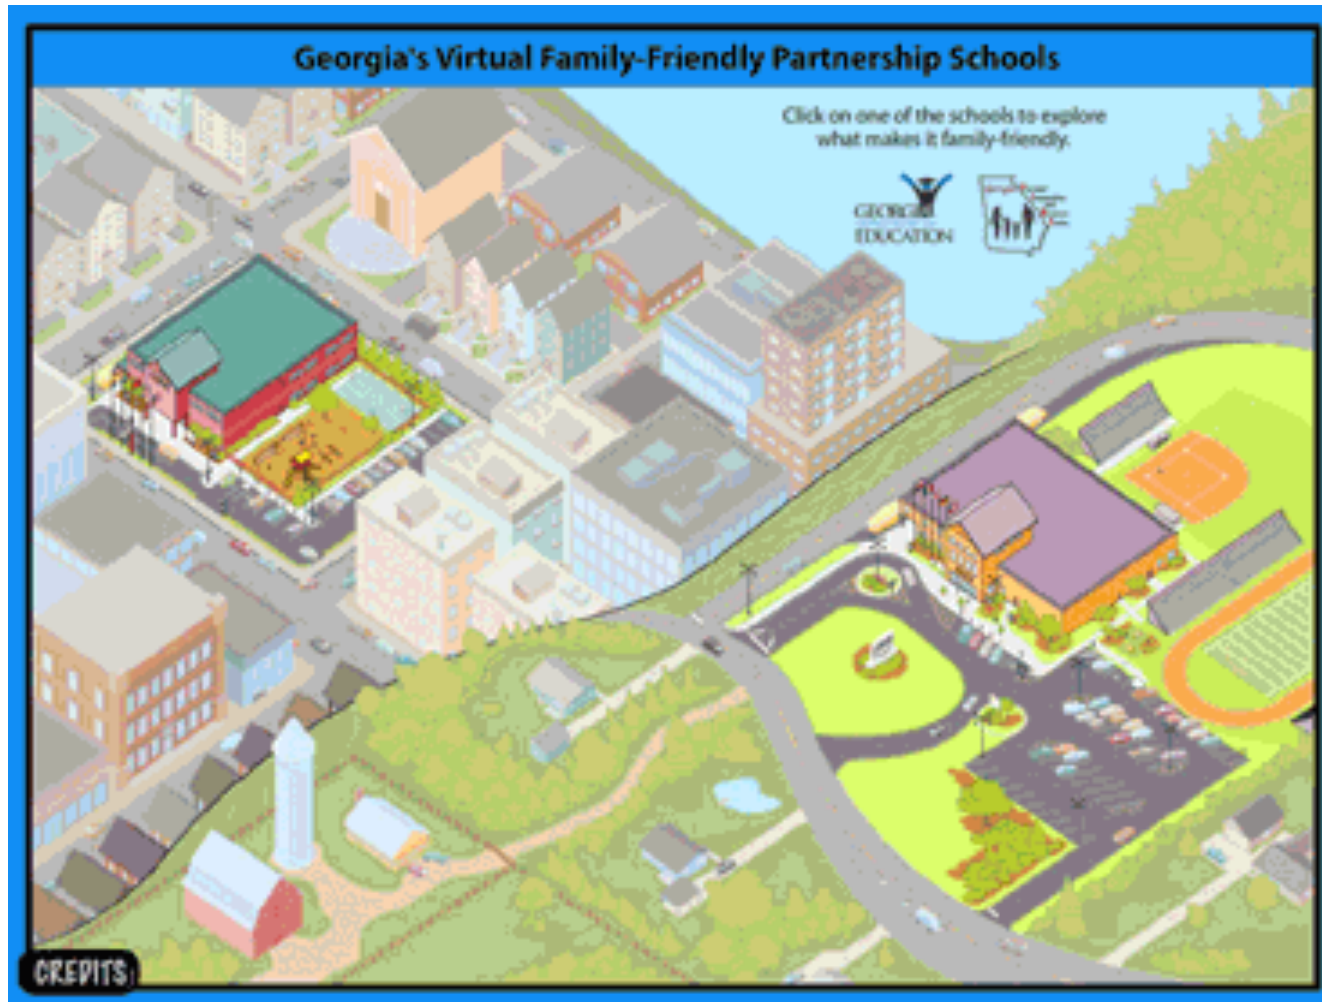 Georgia's Virtual Family-Friendly Partnership Schools
Click on one of the schools to explore
what makes it family-friendly.
GEORGIA
EDUCATION
CREDITS